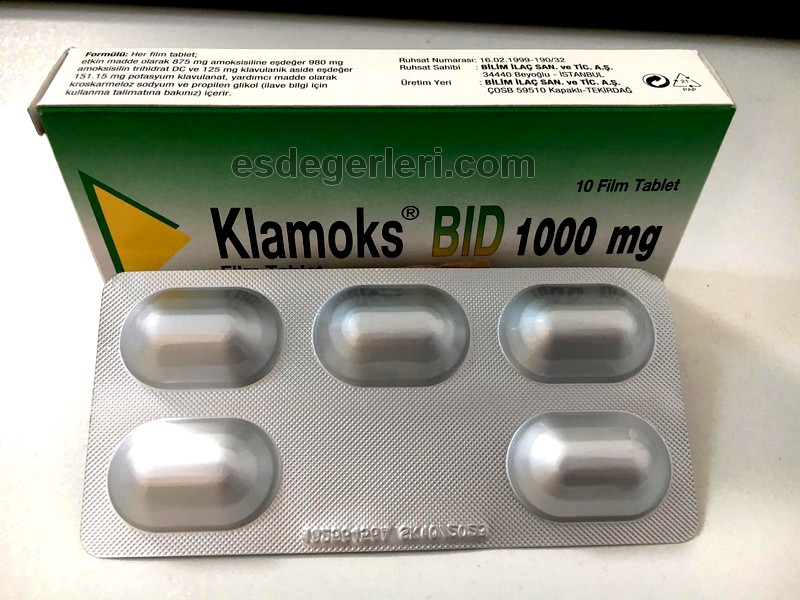 Formülü: Her film tablet;
etkin madde olarak 875 mg amoksisiline eşdeğer 980 mg
amoksisilin trihidrat DC ve 125 mg klavulanik aside eşdeğer
151.15 mg potasyum klavulanat, yardımcı madde olarak
kroskarmeloz sodyum ve propilen glikol (ilave bilgi için
kullanma talimatına bakınız) içerir.
Ruhsat Numarası: 16.02.1999-190/32
Ruhsat Sahibi : BİLİM İLAÇ SAN. ve TİC. A.Ş.
34440 Beyoğlu - İSTANBUL
Üretim Yeri : BİLİM İLAÇ SAN. ve TİC. A.Ş.
ÇOSB 59510 Kapaklı-TEKİRDAĞ
21
PAP
esdegerleri.com
10 Film Tablet
Klamoks® BID 1000 mg
Film Tablet